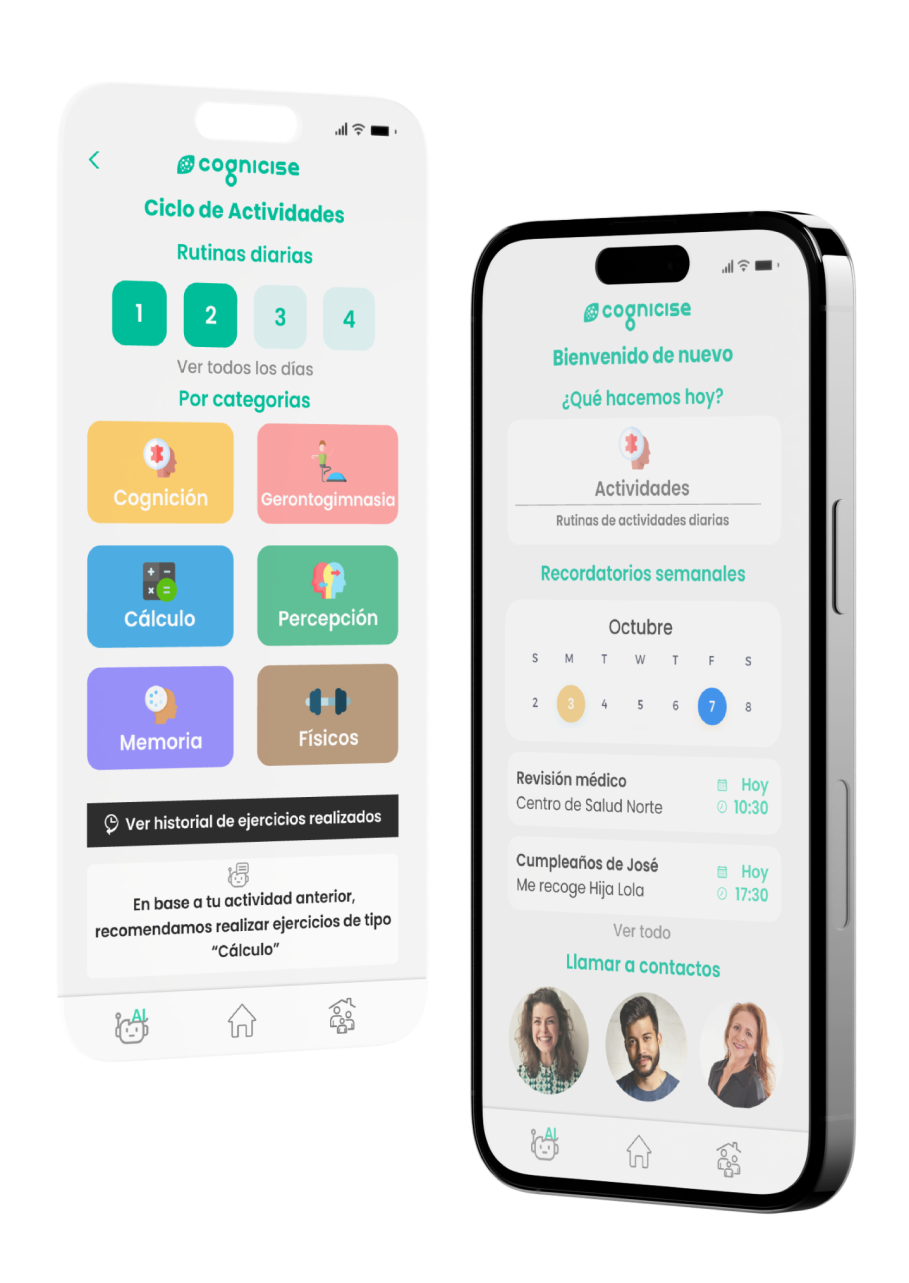 cognicise
Ciclo de Actividades
Rutinas diarias
1 2 3 4
Ver todos los días
Por categorias
Cognición Gerontogimnasia
Cálculo Percepción
Memoria Físicos
Ver historial de ejercicios realizados
En base a tu actividad anterior,
recomendamos realizar ejercicios de tipo
“Cálculo”
AI
cognicise
Bienvenido de nuevo
¿Qué hacemos hoy?
Actividades
Rutinas de actividades diarias
Recordatorios semanales
Octubre
S M T W T F S
2 3 4 5 6 7 8
Revisión médico Hoy
Centro de Salud Norte 10:30
Cumpleaños de José Hoy
Me recoge Hija Lola 17:30
Ver todo
Llamar a contactos
AI